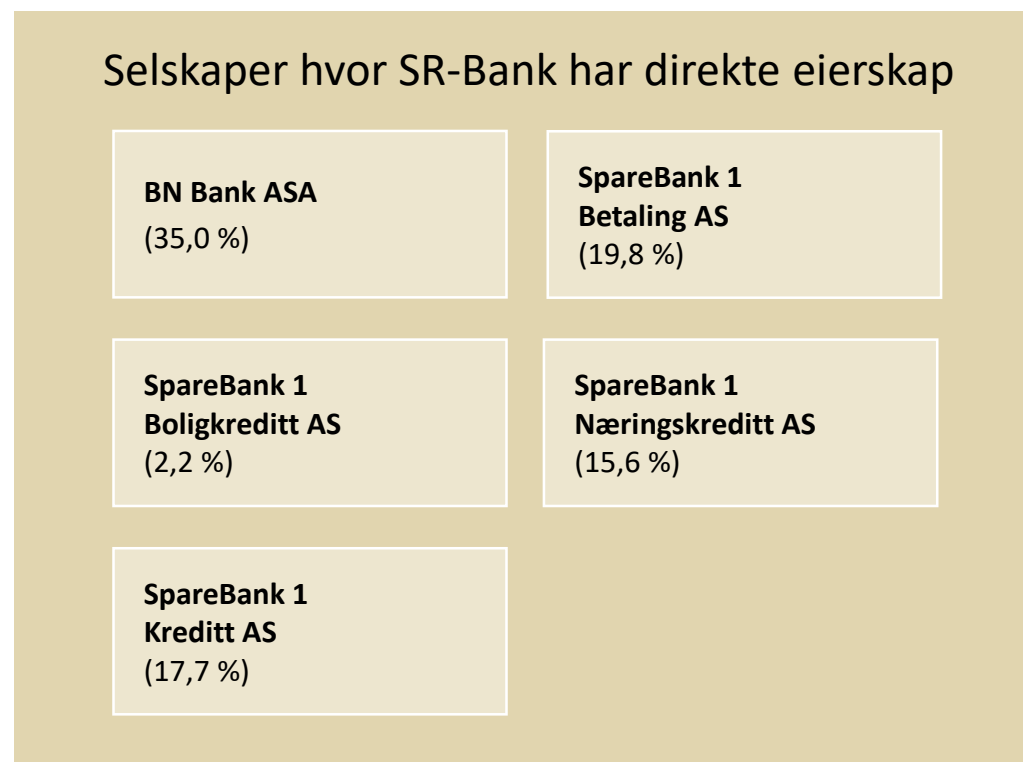 Selskaper hvor SR-Bank har direkte eierskap
BN Bank ASA
(35,0 %)
SpareBank 1
Betaling AS
(19,8 %)
SpareBank 1
Boligkreditt AS
(2,2 %)
SpareBank 1
Næringskreditt AS
(15,6 %)
SpareBank 1
Kreditt AS
(17,7 %)